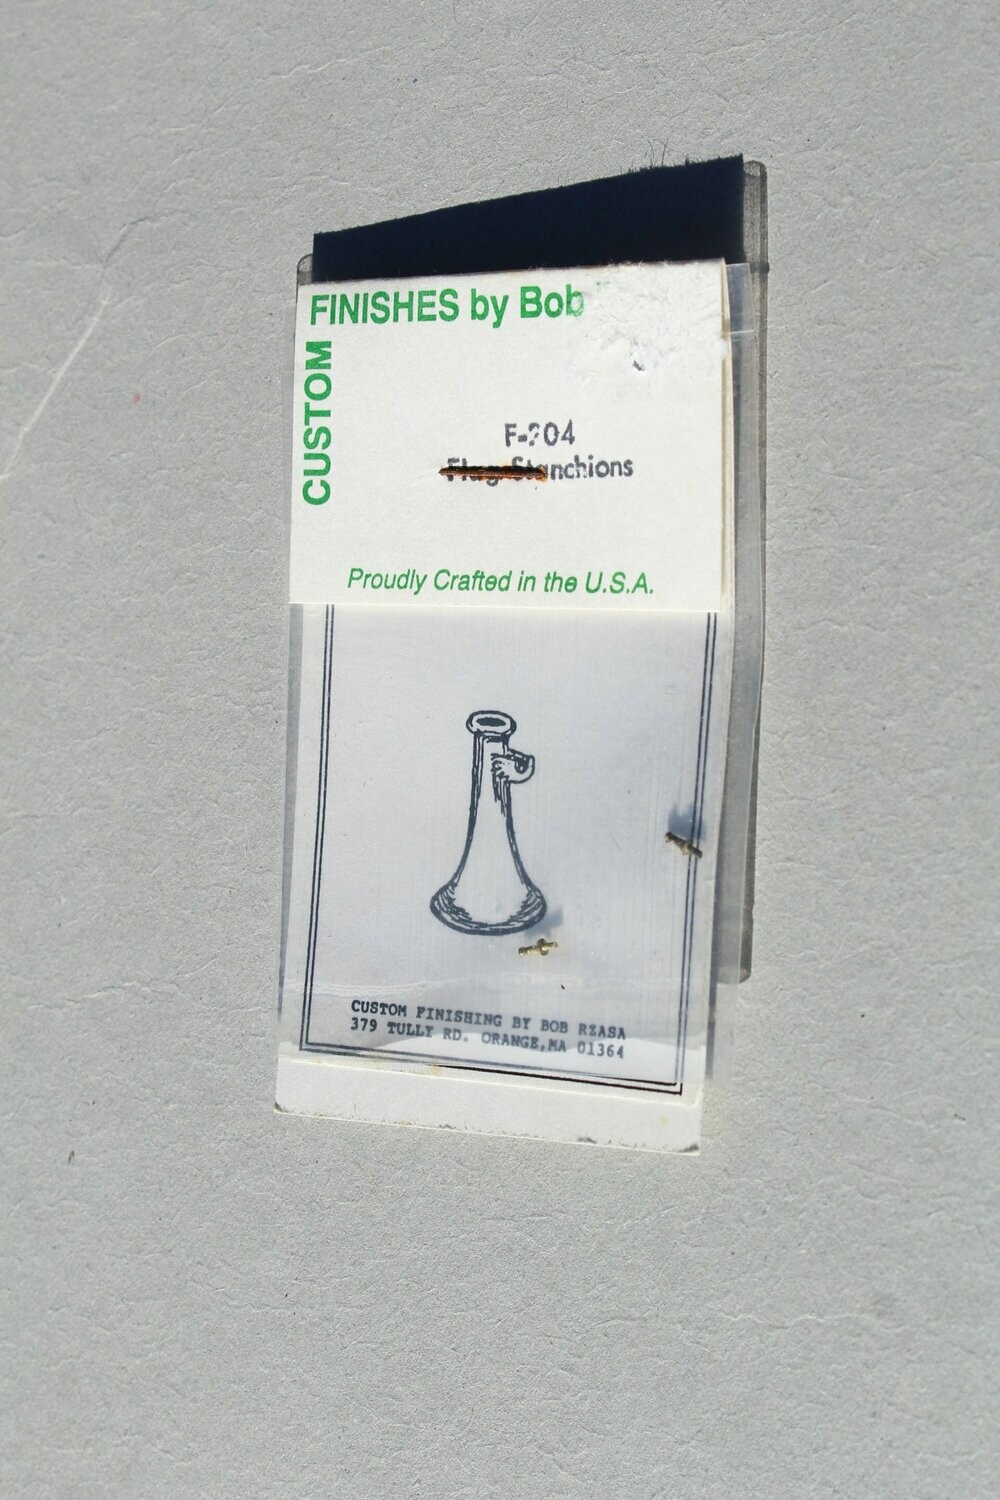 CUSTOM
FINISHES by Bob
Flag Stanchions
Proudly Crafted in the U.S.A.
CUSTOM FINISHING BY BOB RZASA
379 TULLY RD. ORANGE,MA 01364